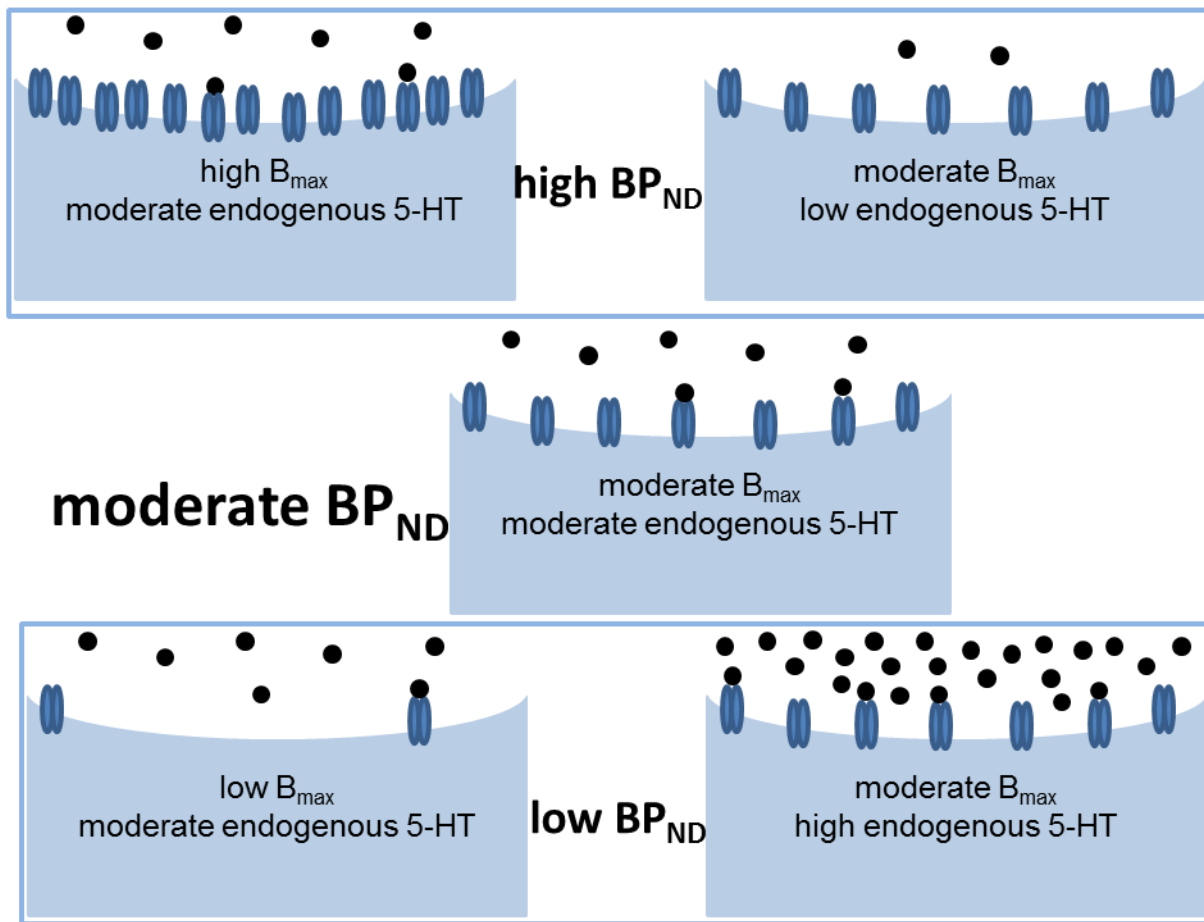 high Bmax
moderate endogenous 5-HT
high BPND
moderate Bmax
low endogenous 5-HT
moderate BPND
moderate Bmax
moderate endogenous 5-HT
low Bmax
moderate endogenous 5-HT
low BPND
moderate Bmax
high endogenous 5-HT